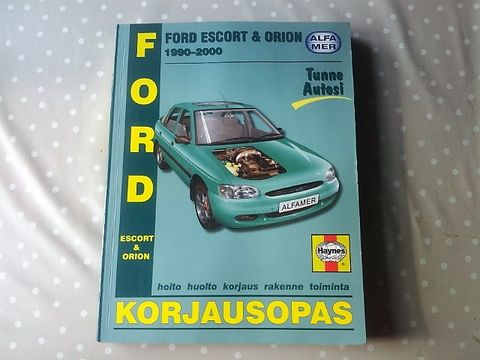 FORD
ESCORT
&
ORION
FORD ESCORT & ORION
1990-2000
ALFA
MER
Tunne
Autosi
ALFAMER
Haynes
hoito huolto korjaus rakenne toiminta
KORJAUSOPAS